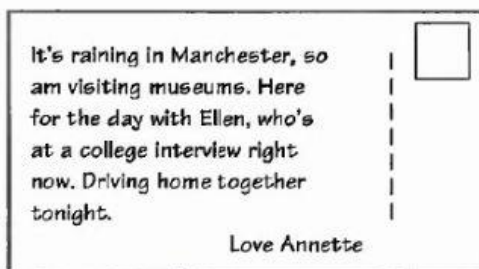 It's raining in Manchester, so
am visiting museums. Here
for the day with Ellen, who's
at a college interview right
now. Driving home together
tonight.
Love Annette